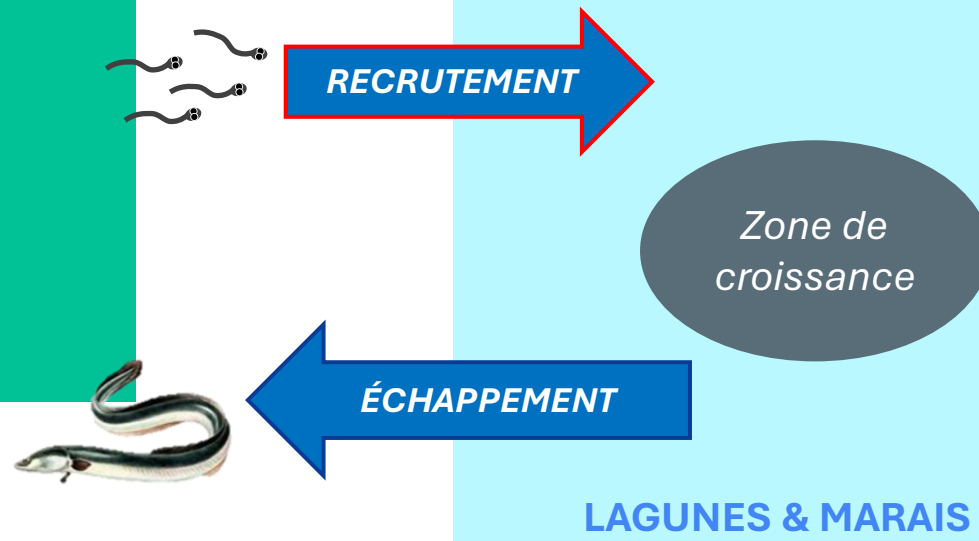 RECRUTEMENT
Zone de
croissance
ÉCHAPPEMENT
LAGUNES & MARAIS